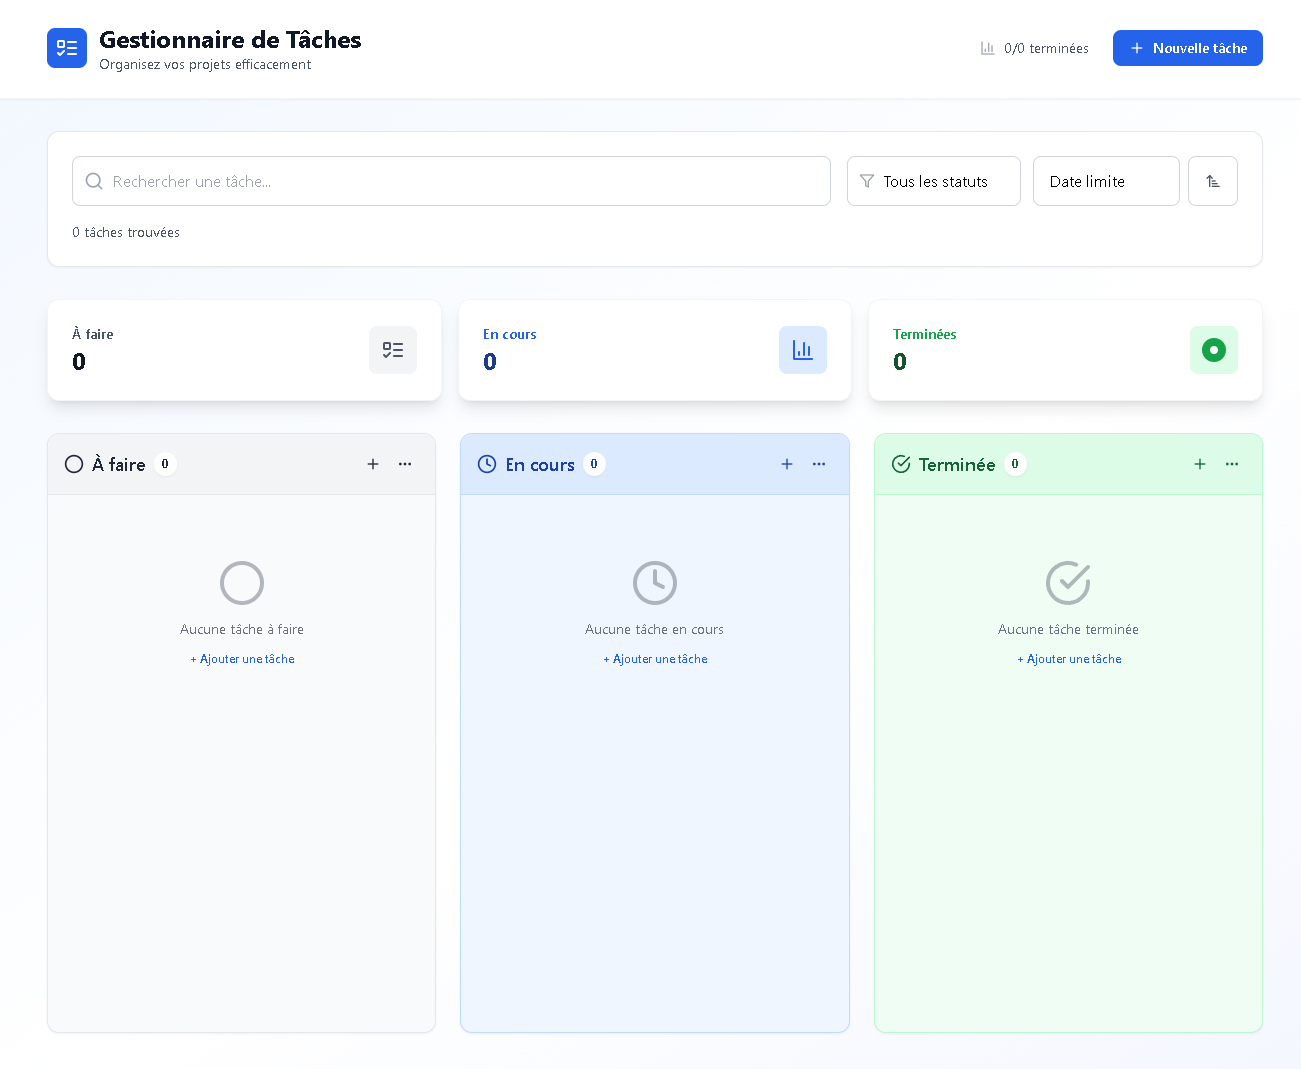 Gestionnaire de Tâches
Organisez vos projets efficacement
0/0 terminées
+ Nouvelle tâche
Rechercher une tâche...
Tous les statuts
Date limite
0 tâches trouvées
À faire
0
En cours
0
Terminées
0
À faire 0
En cours 0
Terminée 0
Aucune tâche à faire
+ Ajouter une tâche
Aucune tâche en cours
+ Ajouter une tâche
Aucune tâche terminée
+ Ajouter une tâche